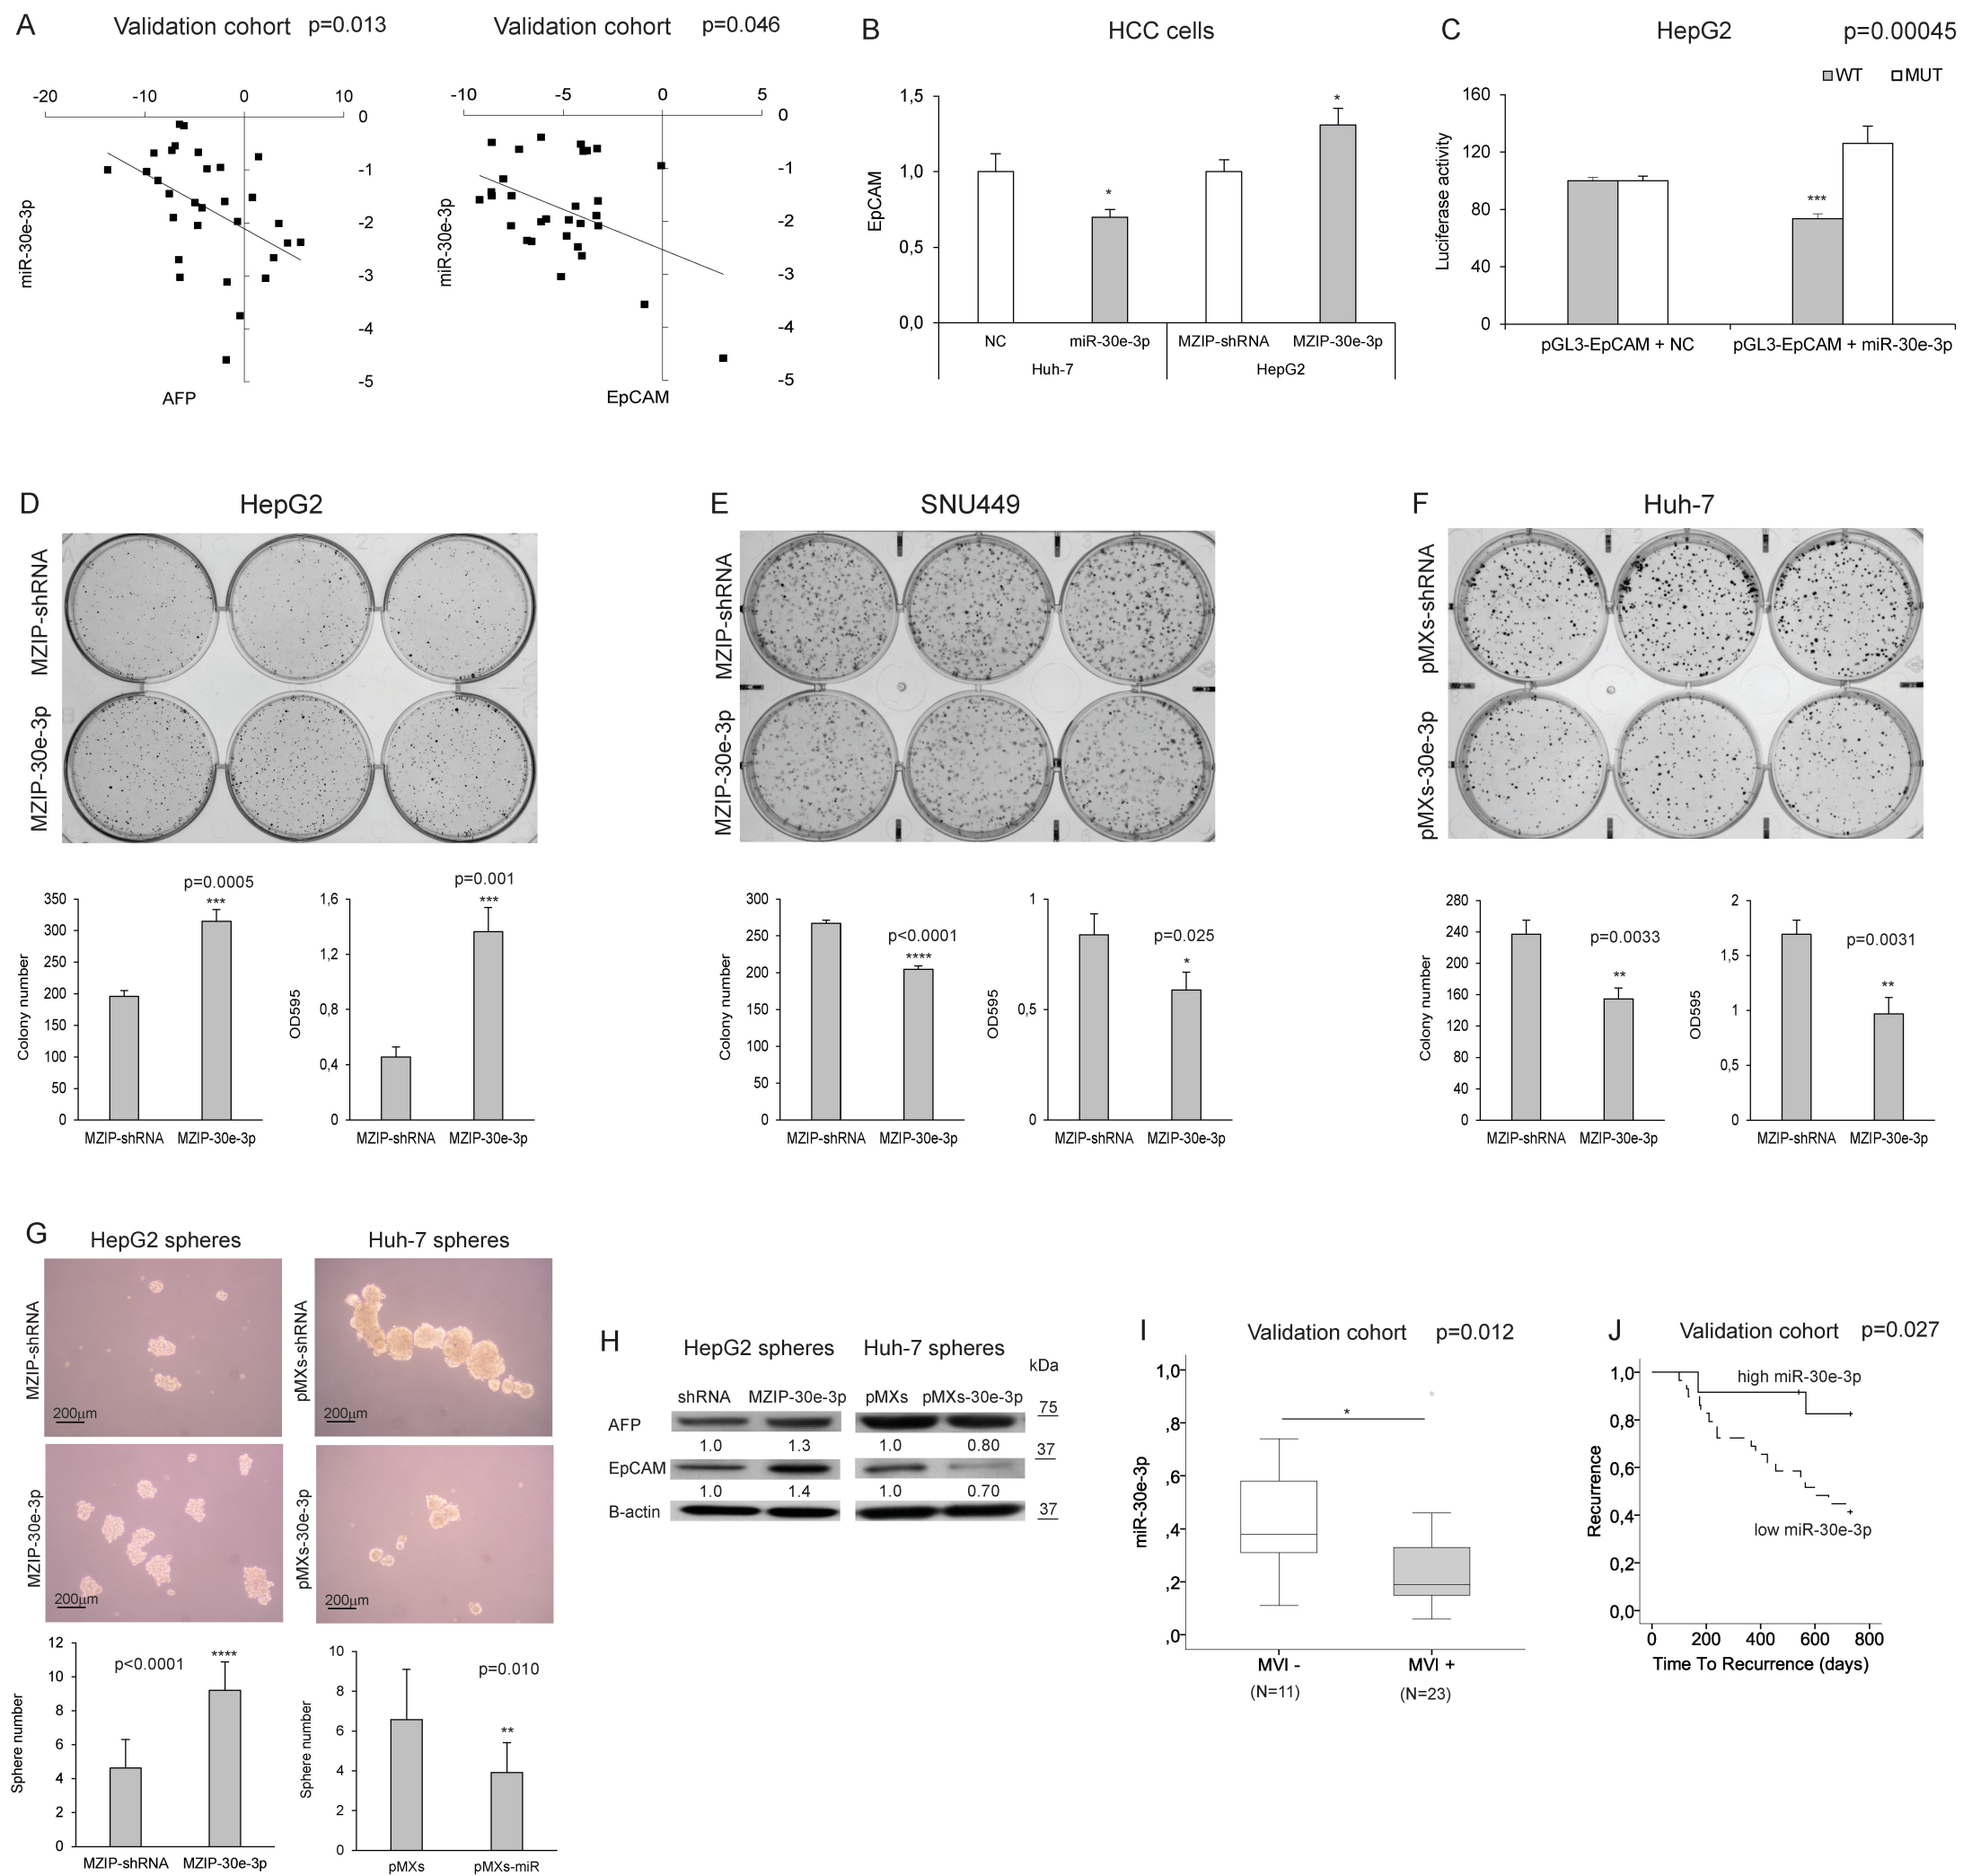 A
Validation cohort p=0.013
-20 -10 0 10
0
-1
-2
-3
-4
-5
miR-30e-3p
AFP
Validation cohort p=0.046
-10 -5 0 5
0
-1
-2
-3
-4
-5
miR-30e-3p
EpCAM
B
HCC cells
1,5
1,0
0,5
0,0
EpCAM
*
*
NC miR-30e-3p MZIP-shRNA MZIP-30e-3p
Huh-7 HepG2
C
HepG2 p=0.00045
WT MUT
160
120
80
40
0
Luciferase activity
***
pGL3-EpCAM + NC pGL3-EpCAM + miR-30e-3p
D
HepG2
MZIP-shRNA
MZIP-30e-3p
p=0.0005
***
350
300
250
200
150
100
50
0
Colony number
MZIP-shRNA MZIP-30e-3p
p=0.001
***
1,6
1,2
0,8
0,4
0
OD595
MZIP-shRNA MZIP-30e-3p
E
SNU449
MZIP-shRNA
MZIP-30e-3p
300
250
200
150
100
50
0
Colony number
p<0.0001
****
MZIP-shRNA MZIP-30e-3p
1
0,5
0
OD595
p=0.025
*
MZIP-shRNA MZIP-30e-3p
F
Huh-7
pMXs-shRNA
pMXs-30e-3p
280
240
200
160
120
80
40
0
Colony number
p=0.0033
**
MZIP-shRNA MZIP-30e-3p
2
1,5
1
0,5
0
OD595
p=0.0031
**
MZIP-shRNA MZIP-30e-3p
G
HepG2 spheres Huh-7 spheres
MZIP-shRNA
200μm
pMXs-shRNA
200μm
MZIP-30e-3p
200μm
pMXs-30e-3p
200μm
12
10
8
6
4
2
0
Sphere number
p<0.0001
****
MZIP-shRNA MZIP-30e-3p
10
8
6
4
2
0
Sphere number
p=0.010
**
pMXs pMXs-miR
H
HepG2 spheres Huh-7 spheres
kDa
shRNA MZIP-30e-3p pMXs pMXs-30e-3p
75
AFP
1.0 1.3 1.0 0.80
37
EpCAM
1.0 1.4 1.0 0.70
B-actin
37
I
Validation cohort p=0.012
1,0
,8
,6
,4
,2
,0
miR-30e-3p
*
MVI - MVI +
(N=11) (N=23)
J
Validation cohort p=0.027
1,0
0,8
0,6
0,4
0,2
0,0
Recurrence
high miR-30e-3p
low miR-30e-3p
0 200 400 600 800
Time To Recurrence (days)